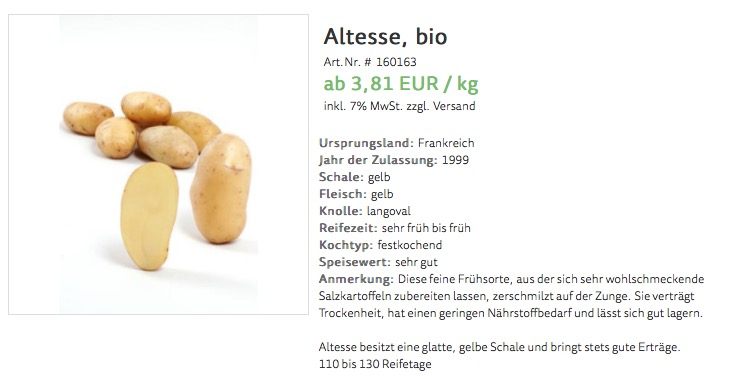 Altesse, bio
Art.Nr. # 160163
ab 3,81 EUR / kg
inkl. 7% MwSt. zzgl. Versand
Ursprungsland: Frankreich
Jahr der Zulassung: 1999
Schale: gelb
Fleisch: gelb
Knolle: langoval
Reifezeit: sehr früh bis früh
Kochtyp: festkochend
Speisewert: sehr gut
Anmerkung: Diese feine Frühsorte, aus der sich sehr wohlschmeckende
Salzkartoffeln zubereiten lassen, zerschmilzt auf der Zunge. Sie verträgt
Trockenheit, hat einen geringen Nährstoffbedarf und lässt sich gut lagern.
Altesse besitzt eine glatte, gelbe Schale und bringt stets gute Erträge.
110 bis 130 Reifetage